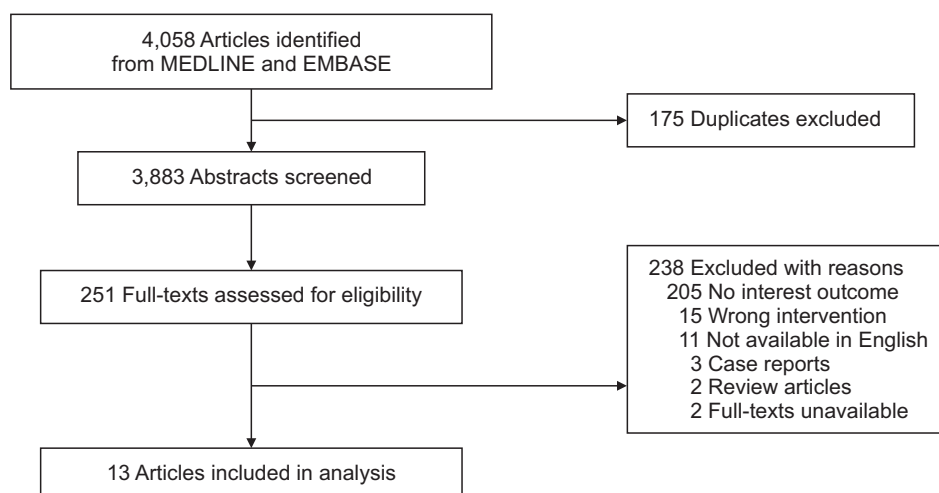 4,058 Articles identified
from MEDLINE and EMBASE
175 Duplicates excluded
3,883 Abstracts screened
251 Full-texts assessed for eligibility
238 Excluded with reasons
205 No interest outcome
15 Wrong intervention
11 Not available in English
3 Case reports
2 Review articles
2 Full-texts unavailable
13 Articles included in analysis